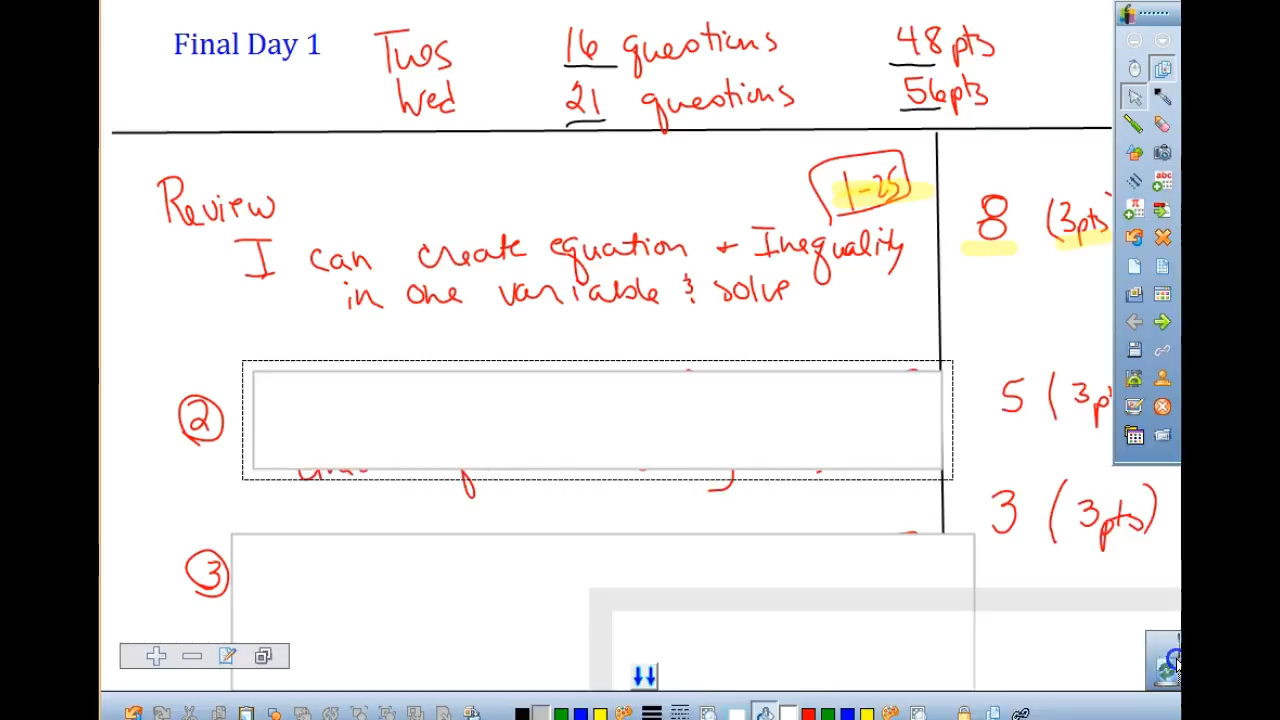 Final Day 1 Tues 16 questions 48 pts
Wed 21 questions 56 pts
Review 1-25
8 (3pts
I can create equation + Inequality
in one variable & solve
2
5 (3p
3 (3pts)
3
abc